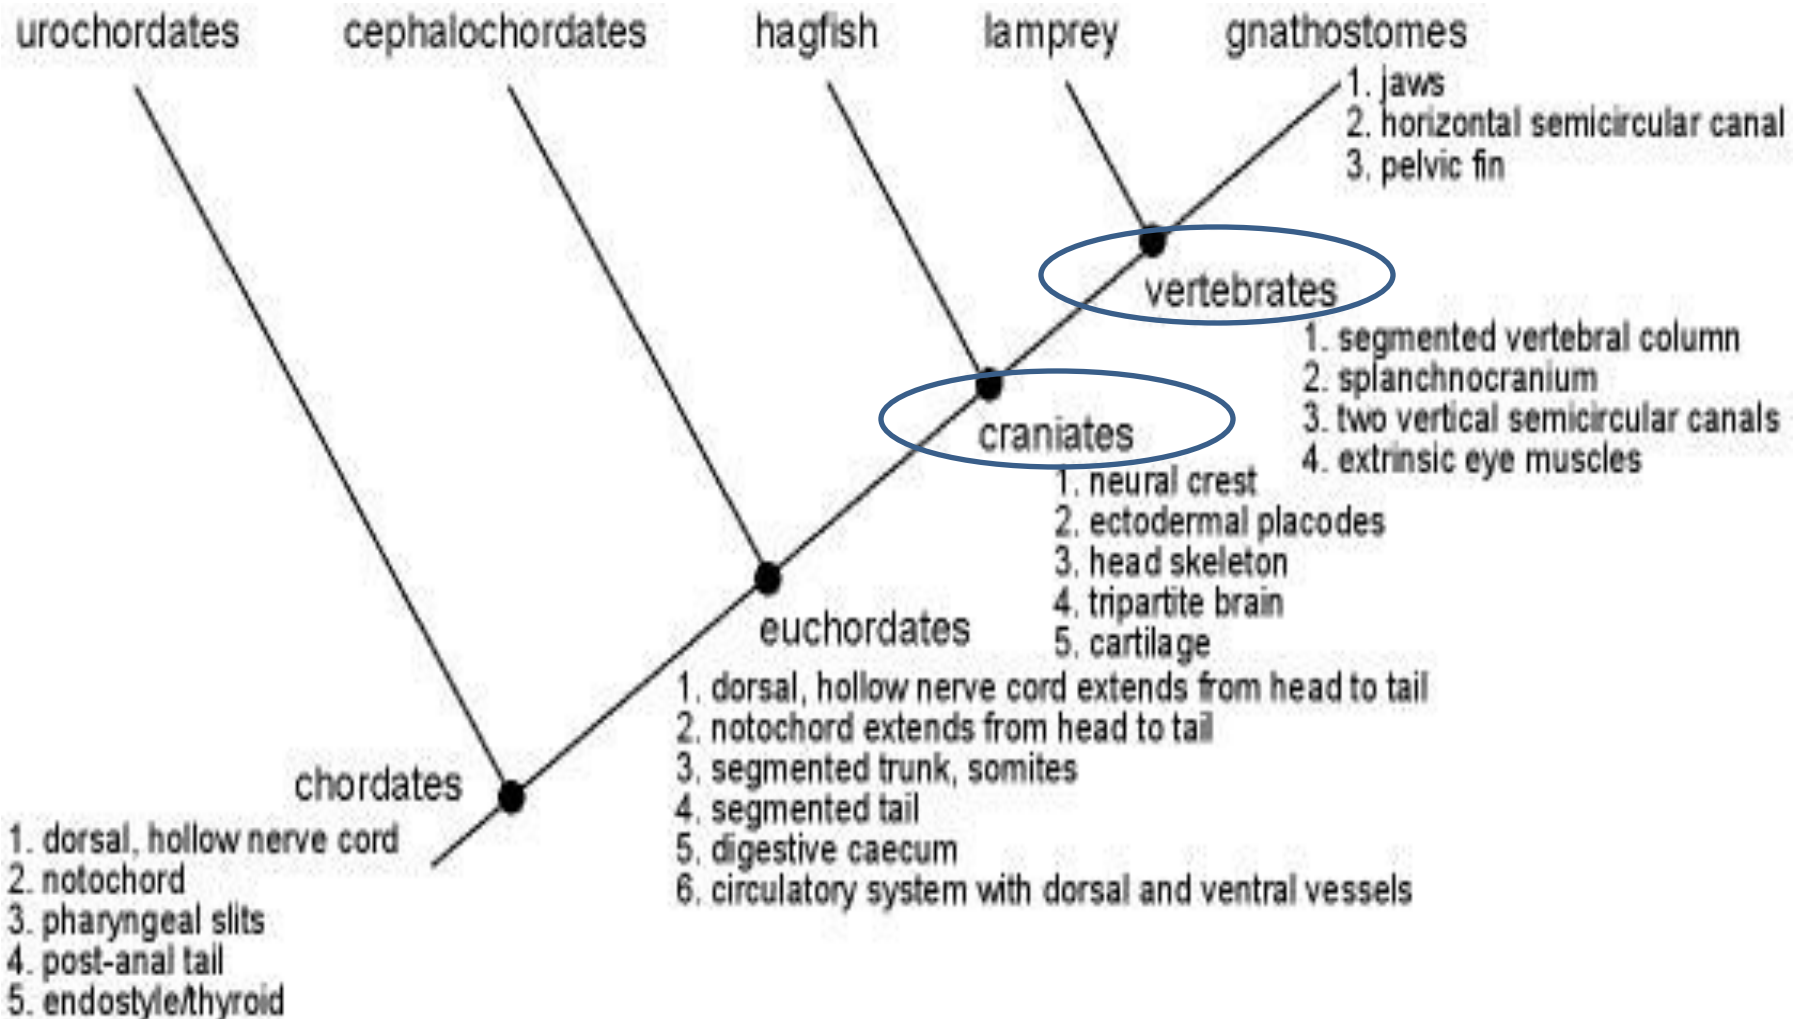 urochordates
cephalochordates
hagfish
lamprey
gnathostomes
1. jaws
2. horizontal semicircular canal
3. pelvic fin
vertebrates
1. segmented vertebral column
2. splanchnocranium
3. two vertical semicircular canals
4. extrinsic eye muscles
craniates
1. neural crest
2. ectodermal placodes
3. head skeleton
4. tripartite brain
5. cartilage
euchordates
1. dorsal, hollow nerve cord extends from head to tail
2. notochord extends from head to tail
3. segmented trunk, somites
4. segmented tail
5. digestive caecum
6. circulatory system with dorsal and ventral vessels
chordates
1. dorsal, hollow nerve cord
2. notochord
3. pharyngeal slits
4. post-anal tail
5. endostyle/thyroid